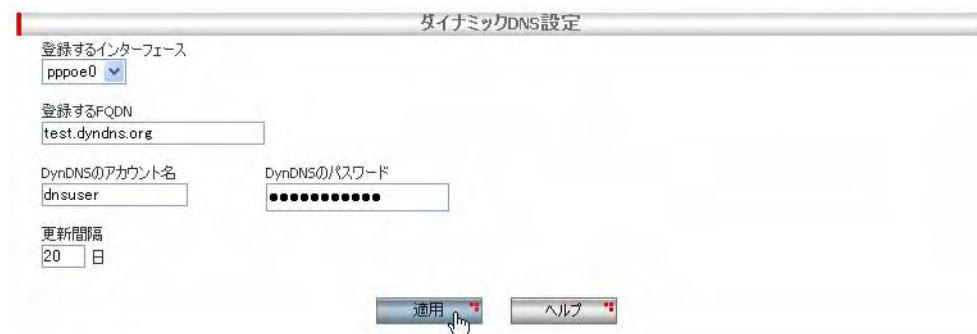 ダイナミックDNS設定
登録するインターフェース
pppoe0
登録するFQDN
test.dyndns.org
DynDNSのアカウント名 DynDNSのパスワード
dnsuser ●●●●●●●●●●●
更新間隔
20 日
適用 ヘルプ